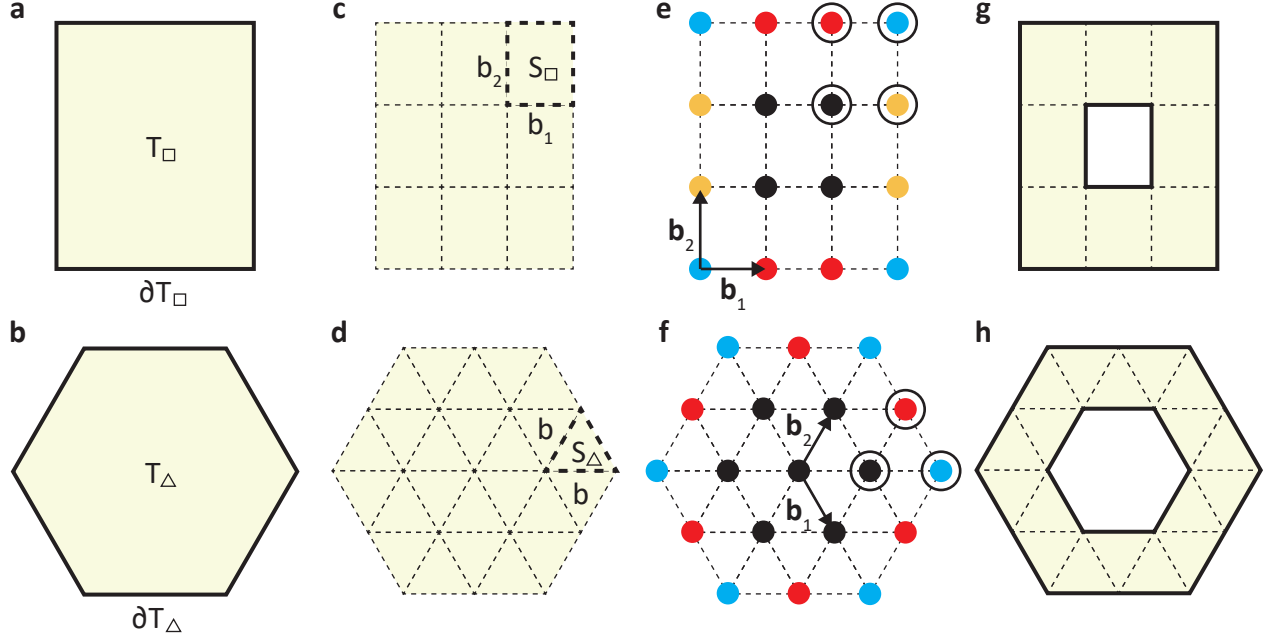 a
T□
∂T□
c
b₂
S□
b₁
e
b₂
b₁
g
b
T△
∂T△
d
b
S△
b
f
b₂
b₁
h